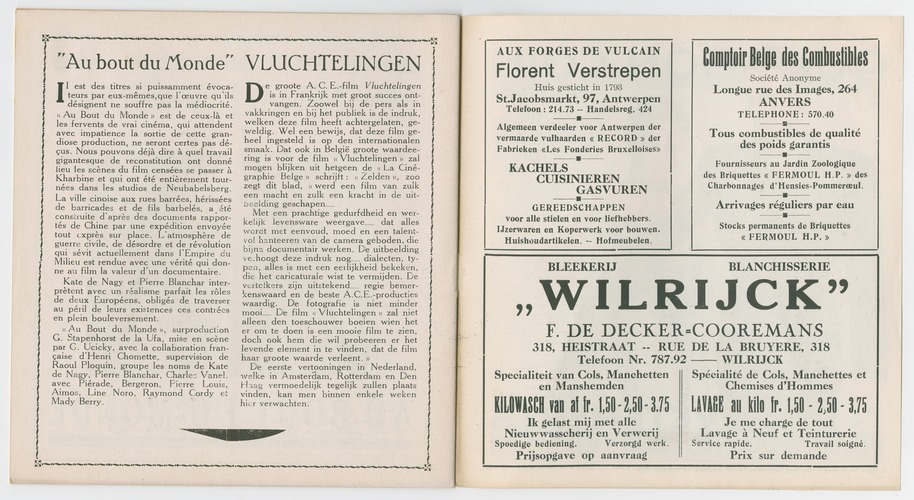 "Au bout du Monde"
Il est des titres si puissamment évoca-
teurs par eux-mêmes, que l'œuvre qu'ils
désignent ne souffre pas la médiocrité.
« Au Bout du Monde » est de ceux-là et
les fervents de vrai cinéma, qui attendent
avec impatience la sortie de cette gran-
diose production, ne seront certes pas dé-
çus. Nous pouvons déjà dire à quel travail
gigantesque de reconstitution ont donné
lieu les scènes du film censées se passer à
Kharbine et qui ont été entièrement tour-
nées dans les studios de Neubabelsberg.
La ville cinoise aux rues barrées, hérissées
de barricades et de fils barbelés, a été
construite d'après des documents rappor-
tés de Chine par une expédition envoyée
tout exprès sur place. L'atmosphère de
guerre civile, de désordre et de révolution
qui sévit actuellement dans l'Empire du
Milieu est rendue avec une vérité qui don-
ne au film la valeur d'un documentaire.
Kate de Nagy et Pierre Blanchar inter-
prètent avec un réalisme parfait les rôles
de deux Européens, obligés de traverser
au péril de leurs existences ces contrées
en plein bouleversement.
« Au Bout du Monde », surproduction
G. Stapenhorst de la Ufa, mise en scène
par G. Ucicky, avec la collaboration fran-
çaise d'Henri Chomette, supervision de
Raoul Ploquin, groupe les noms de Kate
de Nagy, Pierre Blanchar, Charles Vanel,
avec Piérade, Bergeron, Pierre Louis,
Aimos, Line Noro, Raymond Cordy et
Mady Berry.
VLUCHTELINGEN
De groote A.C.E.-film Vluchtelingen
is in Frankrijk met groot succes ont-
vangen. Zoowel bij de pers als in
vakkringen en bij het publiek is de indruk,
welken deze film heeft achtergelaten, ge-
weldig. Wel een bewijs, dat deze film ge-
heel ingesteld is op den internationalen
smaak. Dat ook in België groote waardee-
ring is voor de film « Vluchtelingen » zal
mogen blijken uit hetgeen de « La Ciné-
graphie Belge » schrijft : « Zelden », zoo
zegt dit blad, « werd een film van zulk
een macht en zulk een kracht in de uit-
beelding geschapen....
Met een prachtige gedurfdheid en wer-
kelijk levensware weergave.... dat alles
wordt met eenvoud, moed en een talent-
vol hanteeren van de camera geboden, die
bijna documentair werken. De uitbeelding
verhoogt deze indruk nog.... dialecten, ty-
pen, alles is met een eerlijkheid bekeken,
die het caricaturale wist te vermijden. De
vertolkers zijn uitstekend.... regie bemer-
kenswaard en de beste A.C.E.-producties
waardig. De fotografie is niet minder
mooi.... De film « Vluchtelingen » zal niet
alleen den toeschouwer boeien wien het
er om te doen is een mooie film te zien,
doch ook hem die wil probeeren er het
levende element in te vinden, dat de film
haar groote waarde verleent. »
De eerste vertooningen in Nederland,
welke in Amsterdam, Rotterdam en Den
Haag vermoedelijk tegelijk zullen plaats
vinden, kan men binnen enkele weken
hier verwachten.
AUX FORGES DE VULCAIN
Florent Verstrepen
Huis gesticht in 1793
St.Jacobsmarkt, 97, Antwerpen
Telefoon : 214.73 -- Handelsreg. 424
Algemeen verdeeler voor Antwerpen der
vermaarde vulhaarden « RECORD » der
Fabrieken «Les Fonderies Bruxelloises»
KACHELS
CUISINIEREN
GASVUREN
GEREEDSCHAPPEN
voor alle stielen en voor liefhebbers.
IJzerwaren en Koperwerk voor bouwen.
Huishoudartikelen. -- Hofmeubelen.
Comptoir Belge des Combustibles
Société Anonyme
Longue rue des Images, 264
ANVERS
TELEPHONE : 570.40
Tous combustibles de qualité
des poids garantis
Fournisseurs au Jardin Zoologique
des Briquettes « FERMOUL H.P. » des
Charbonnages d'Hensies-Pommerœul.
Arrivages réguliers par eau
Stocks permanents de Briquettes
« FERMOUL H.P. »
BLEEKERIJ BLANCHISSERIE
„WILRIJCK”
F. DE DECKER=COOREMANS
318, HEISTRAAT -- RUE DE LA BRUYERE, 318
Telefoon Nr. 787.92 —— WILRIJCK
Specialiteit van Cols, Manchetten
en Manshemden
KILOWASCH van af fr. 1,50 - 2,50 - 3.75
Ik gelast mij met alle
Nieuwwasscherij en Verwerij
Spoedige bediening. Verzorgd werk.
Prijsopgave op aanvraag
Spécialité de Cols, Manchettes et
Chemises d'Hommes
LAVAGE au kilo fr. 1,50 - 2,50 - 3,75
Je me charge de tout
Lavage à Neuf et Teinturerie
Service rapide. Travail soigné.
Prix sur demande